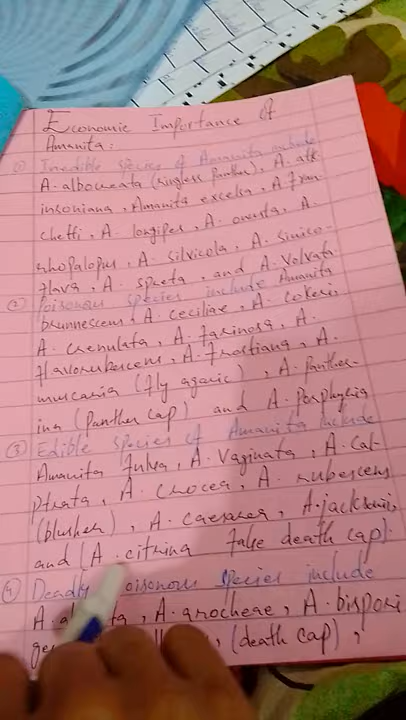 Economic Importance of
Amanita:
① Inedible species of Amanita include
A. albocreata (ringless panther), A. atk-
insoniana, Amanita excelsa, A. fran-
chetti, A. longipes, A. onusta, A.
rhopalopus, A. silvicola, A. sinico-
flava, A. spreta, and A. Volvata.
② Poisonous species include Amanita
brunnescens, A. ceciliae, A. cokeri,
A. crenulata, A. farinosa, A.
flavorubescens, A. frostiana, A.
muscaria (fly agaric), A. panther-
ina (Panther cap) and A. Porphyria
③ Edible species of Amanita include
Amanita fulva, A. Vaginata, A. cal-
ptrata, A. crocea, A. rubescens
(blusher), A. caesarea, A. jacksonii,
and [A. citrina false death cap].
④ Deadly poisonous species include
A. arocheae, A. bispori
(death cap),